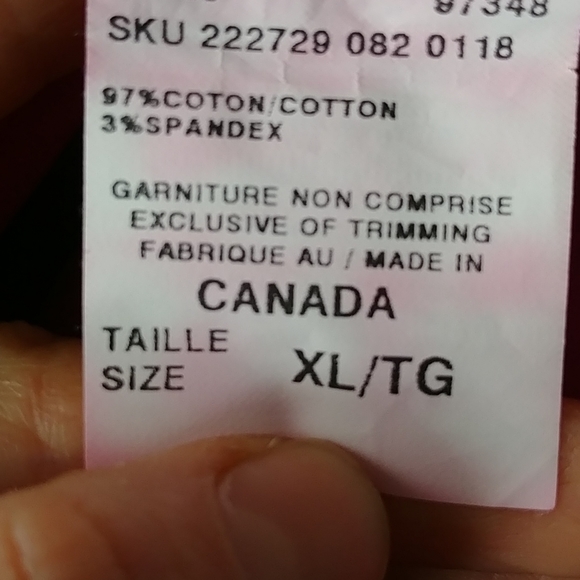 97348
SKU 222729 082 0118
97%COTON/COTTON
3%SPANDEX
GARNITURE NON COMPRISE
EXCLUSIVE OF TRIMMING
FABRIQUE AU / MADE IN
CANADA
TAILLE
SIZE XL/TG